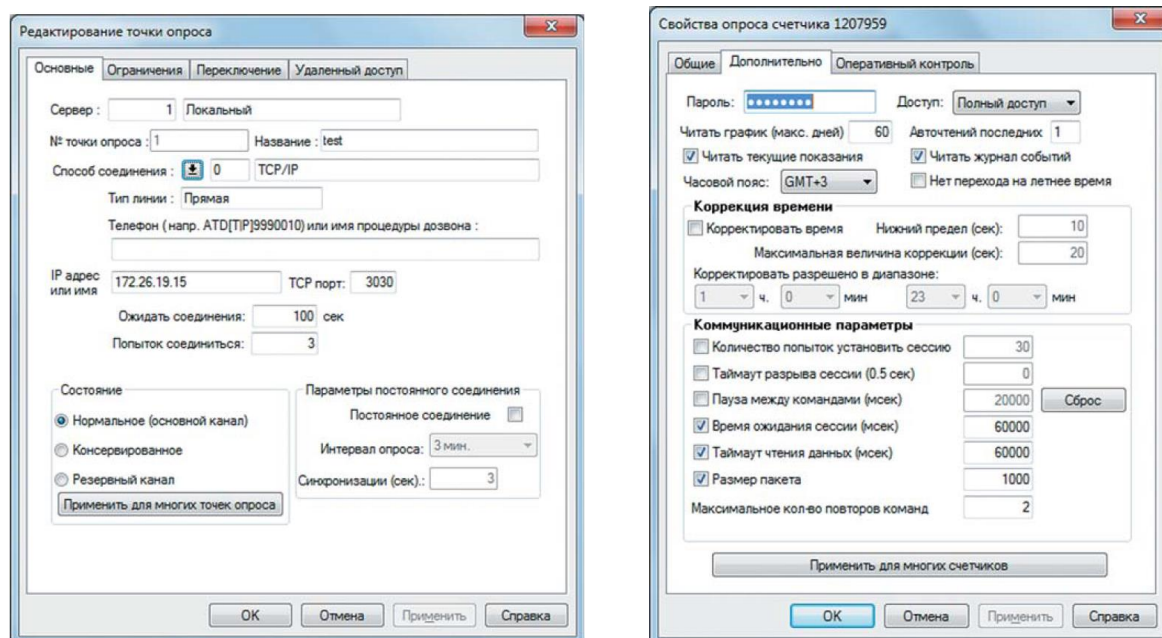 Редактирование точки опроса
Основные Ограничения Переключение Удаленный доступ
Сервер : 1 Локальный
№ точки опроса : 1 Название : test
Способ соединения : 0 TCP/IP
Тип линии : Прямая
Телефон ( напр. ATD[T|P]9990010) или имя процедуры дозвона :
IP адрес
или имя 172.26.19.15 TCP порт: 3030
Ожидать соединения: 100 сек
Попыток соединиться: 3
Состояние
Нормальное (основной канал)
Консервированное
Резервный канал
Применить для многих точек опроса
Параметры постоянного соединения
Постоянное соединение
Интервал опроса: 3 мин.
Синхронизации (сек).: 3
OK Отмена Применить Справка
Свойства опроса счетчика 1207959
Общие Дополнительно Оперативный контроль
Пароль: •••••••• Доступ: Полный доступ
Читать график (макс. дней) 60 Авточтений последних 1
Читать текущие показания Читать журнал событий
Часовой пояс: GMT+3 Нет перехода на летнее время
Коррекция времени
Корректировать время Нижний предел (сек): 10
Максимальная величина коррекции (сек): 20
Корректировать разрешено в диапазоне:
1 ч. 0 мин 23 ч. 0 мин
Коммуникационные параметры
Количество попыток установить сессию 30
Таймаут разрыва сессии (0.5 сек) 0
Пауза между командами (мсек) 20000 Сброс
Время ожидания сессии (мсек) 60000
Таймаут чтения данных (мсек) 60000
Размер пакета 1000
Максимальное кол-во повторов команд 2
Применить для многих счетчиков
OK Отмена Применить Справка